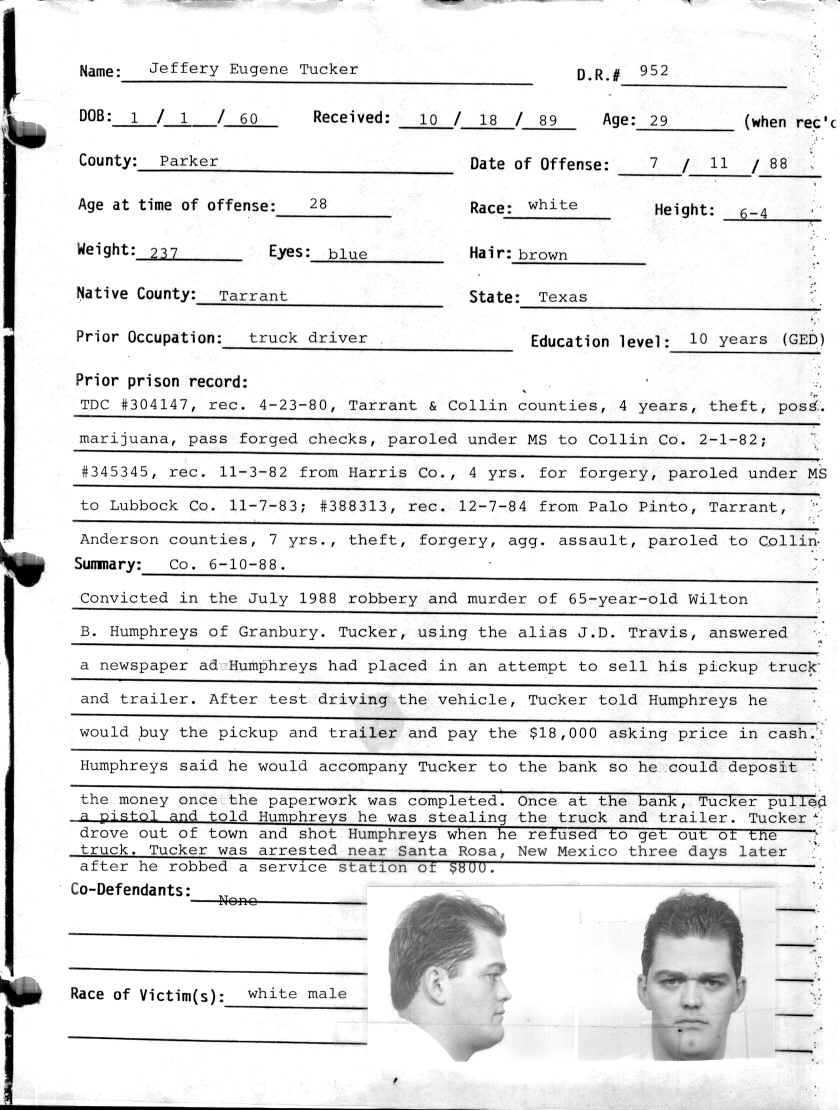 Name: Jeffery Eugene Tucker D.R.# 952
DOB: 1 / 1 / 60 Received: 10 / 18 / 89 Age: 29 (when rec'd
County: Parker Date of Offense: 7 / 11 / 88
Age at time of offense: 28 Race: white Height: 6-4
Weight: 237 Eyes: blue Hair: brown
Native County: Tarrant State: Texas
Prior Occupation: truck driver Education level: 10 years (GED)
Prior prison record:
TDC #304147, rec. 4-23-80, Tarrant & Collin counties, 4 years, theft, poss.
marijuana, pass forged checks, paroled under MS to Collin Co. 2-1-82;
#345345, rec. 11-3-82 from Harris Co., 4 yrs. for forgery, paroled under MS
to Lubbock Co. 11-7-83; #388313, rec. 12-7-84 from Palo Pinto, Tarrant,
Anderson counties, 7 yrs., theft, forgery, agg. assault, paroled to Collin
Summary: Co. 6-10-88.
Convicted in the July 1988 robbery and murder of 65-year-old Wilton
B. Humphreys of Granbury. Tucker, using the alias J.D. Travis, answered
a newspaper ad Humphreys had placed in an attempt to sell his pickup truck
and trailer. After test driving the vehicle, Tucker told Humphreys he
would buy the pickup and trailer and pay the $18,000 asking price in cash.
Humphreys said he would accompany Tucker to the bank so he could deposit
the money once the paperwork was completed. Once at the bank, Tucker pulled
a pistol and told Humphreys he was stealing the truck and trailer. Tucker
drove out of town and shot Humphreys when he refused to get out of the
truck. Tucker was arrested near Santa Rosa, New Mexico three days later
after he robbed a service station of $800.
Co-Defendants: None
Race of Victim(s): white male